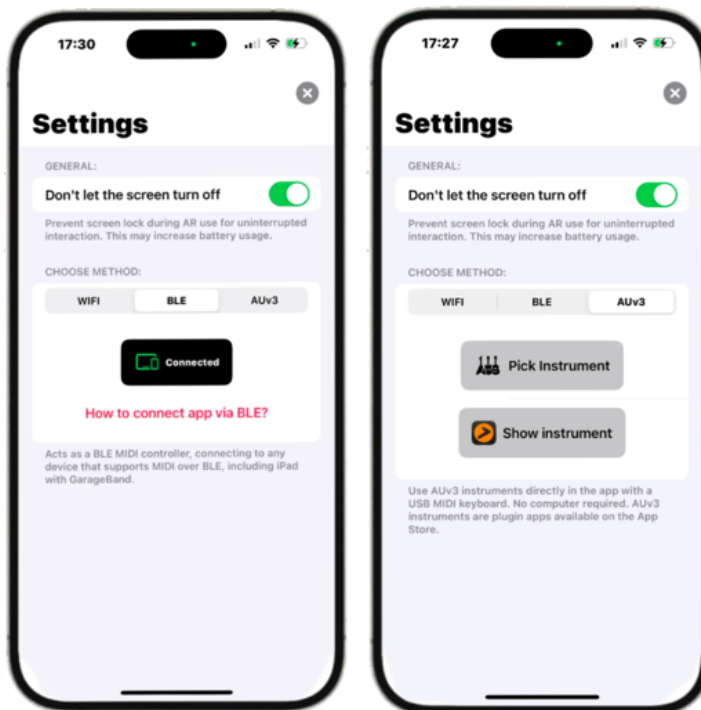 17:30
Settings
GENERAL:
Don't let the screen turn off
Prevent screen lock during AR use for uninterrupted
interaction. This may increase battery usage.
CHOOSE METHOD:
WIFI
BLE
AUv3
Connected
How to connect app via BLE?
Acts as a BLE MIDI controller, connecting to any
device that supports MIDI over BLE, including iPad
with GarageBand.
17:27
Settings
GENERAL:
Don't let the screen turn off
Prevent screen lock during AR use for uninterrupted
interaction. This may increase battery usage.
CHOOSE METHOD:
WIFI
BLE
AUv3
Pick Instrument
Show instrument
Use AUv3 instruments directly in the app with a
USB MIDI keyboard. No computer required. AUv3
instruments are plugin apps available on the App
Store.